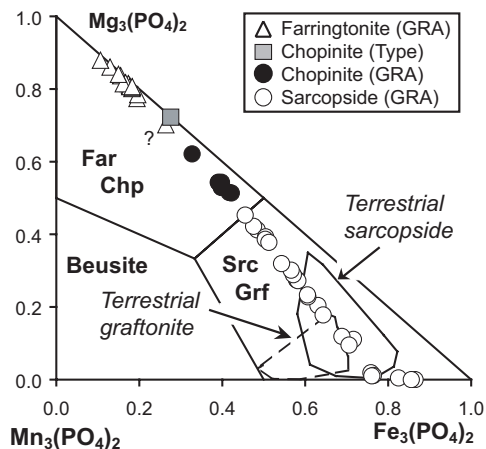 1.0
Mg3(PO4)2
Farringtonite (GRA)
Chopinite (Type)
Chopinite (GRA)
Sarcopside (GRA)
0.8
?
0.6
Far
Chp
Terrestrial
sarcopside
0.4
Beusite
Src
Grf
Terrestrial
graftonite
0.2
0.0
0.0 0.2 0.4 0.6 0.8 1.0
Mn3(PO4)2
Fe3(PO4)2